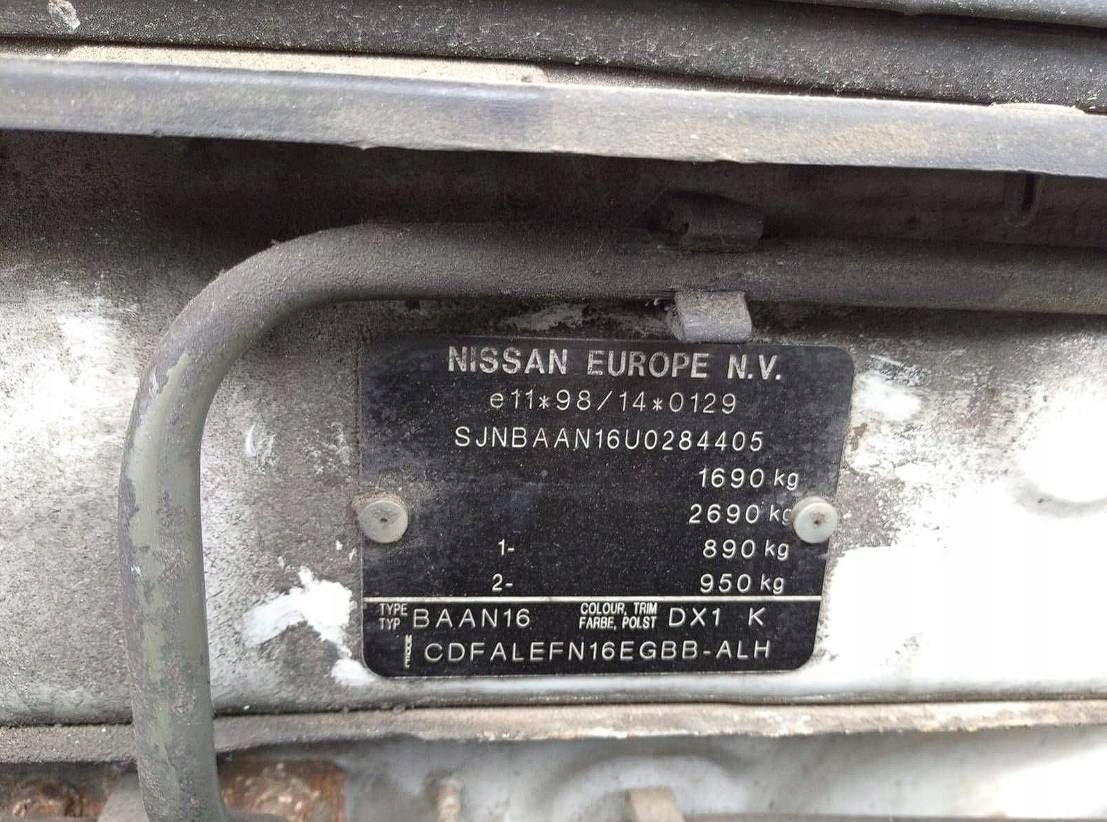 NISSAN EUROPE N.V.
e11*98/14*0129
SJNBAAN16U0284405
1690 kg
2690 kg
1- 890 kg
2- 950 kg
TYPE TYP BAAN16 COLOUR, TRIM FARBE, POLST DX1 K
CDFALEFN16EGBB-ALH